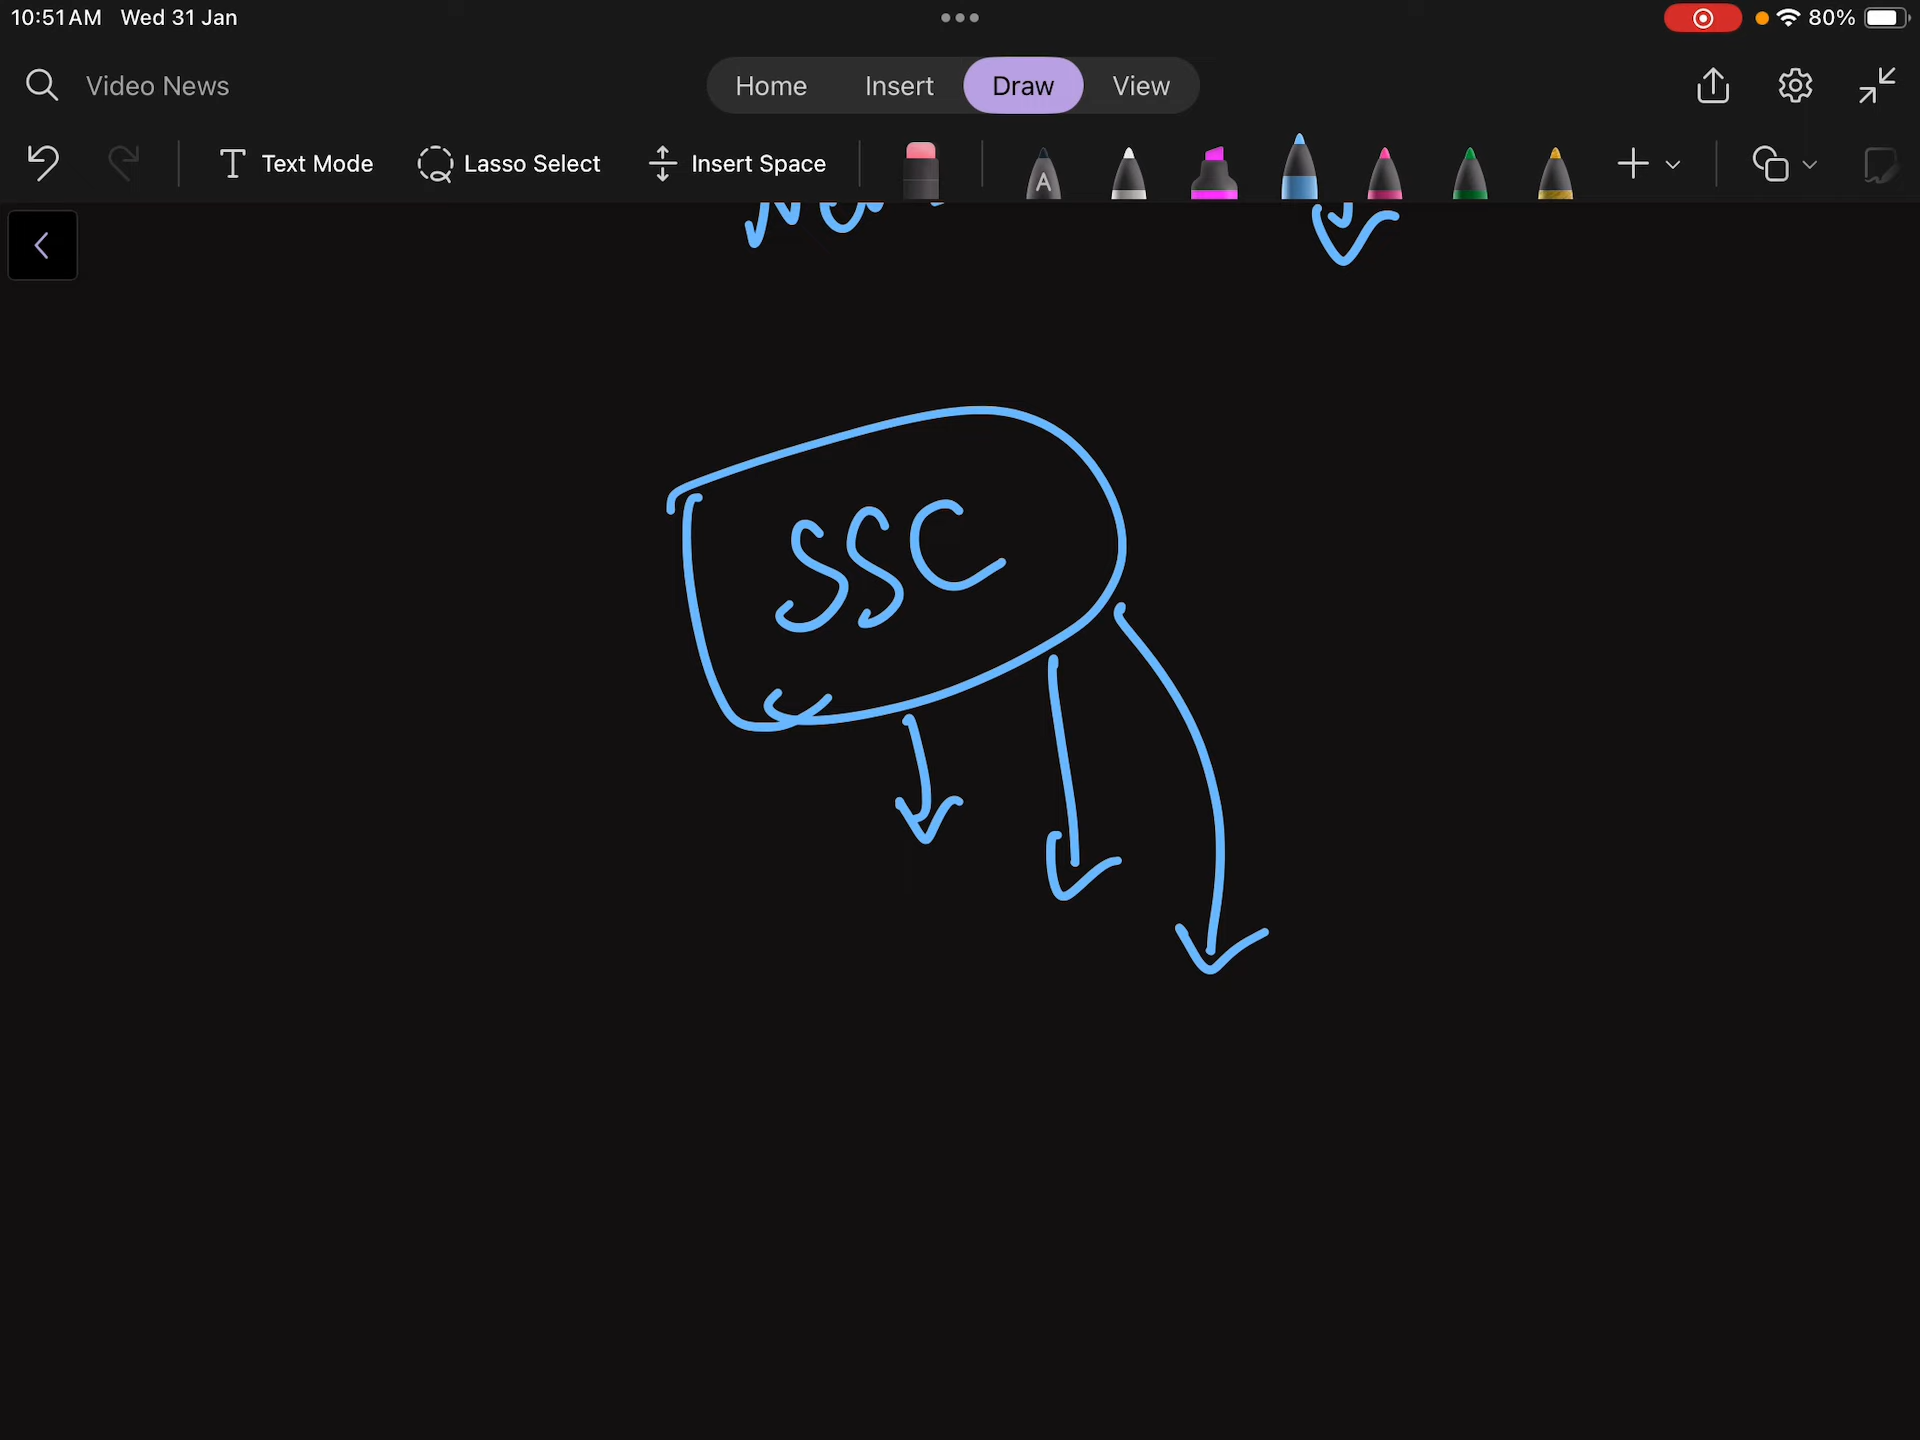 10:51 AM Wed 31 Jan
80%
Video News
Home Insert Draw View
Text Mode Lasso Select Insert Space
A
SSC